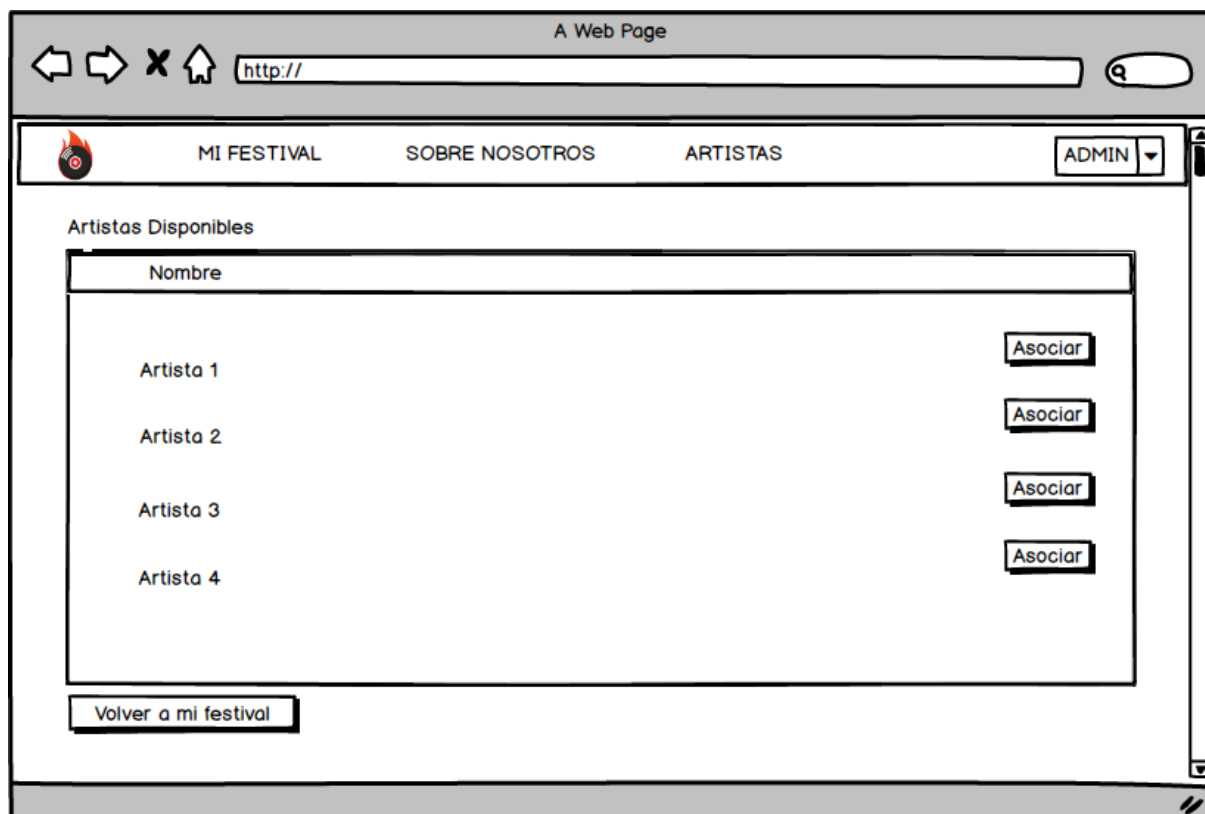 A Web Page
http://
MI FESTIVAL SOBRE NOSOTROS ARTISTAS ADMIN
Artistas Disponibles
Nombre
Artista 1 Asociar
Artista 2 Asociar
Artista 3 Asociar
Artista 4 Asociar
Volver a mi festival